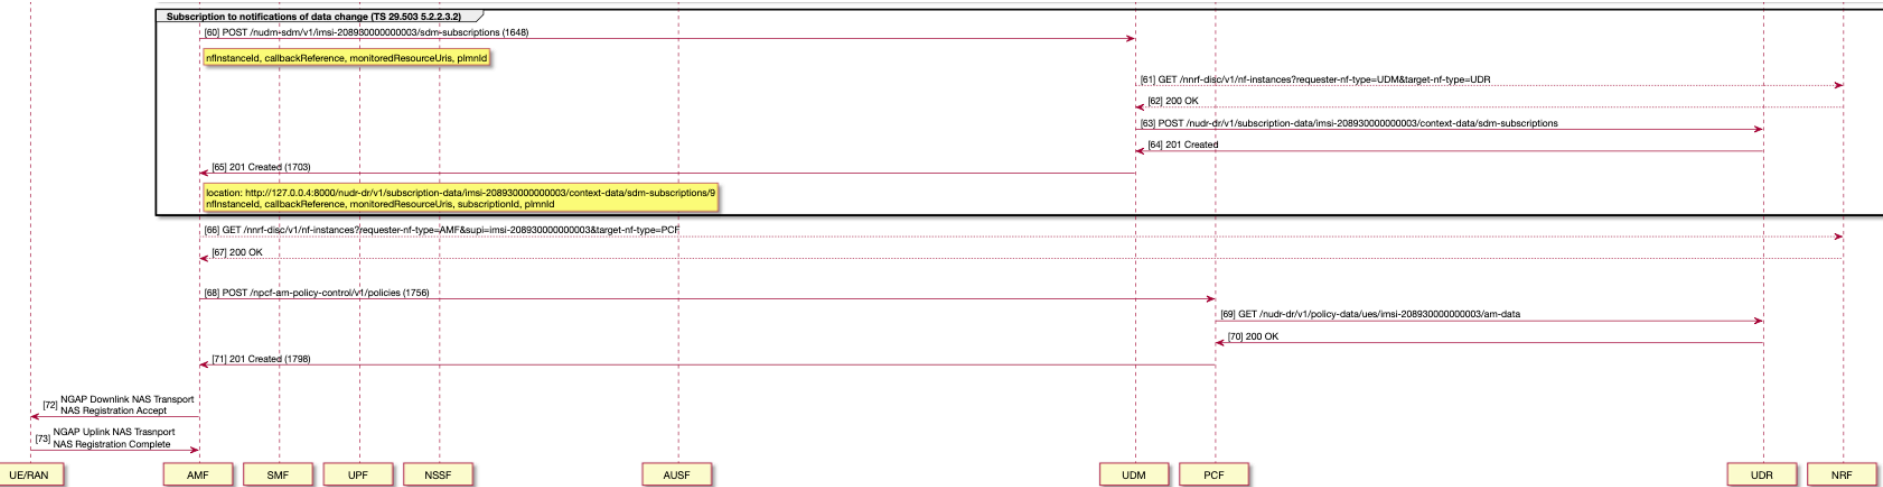 Subscription to notifications of data change (TS 29.503 5.2.2.3.2)
[60] POST /nudm-sdm/v1/imsi-208930000000003/sdm-subscriptions (1648)
nfInstanceId, callbackReference, monitoredResourceUris, plmnId
[61] GET /nnrf-disc/v1/nf-instances?requester-nf-type=UDM&target-nf-type=UDR
[62] 200 OK
[63] POST /nudr-dr/v1/subscription-data/imsi-208930000000003/context-data/sdm-subscriptions
[64] 201 Created
[65] 201 Created (1703)
location: http://127.0.0.4:8000/nudr-dr/v1/subscription-data/imsi-208930000000003/context-data/sdm-subscriptions/9
nfInstanceId, callbackReference, monitoredResourceUris, subscriptionId, plmnId
[66] GET /nnrf-disc/v1/nf-instances?requester-nf-type=AMF&supi=imsi-208930000000003&target-nf-type=PCF
[67] 200 OK
[68] POST /npcf-am-policy-control/v1/policies (1756)
[69] GET /nudr-dr/v1/policy-data/ues/imsi-208930000000003/am-data
[70] 200 OK
[71] 201 Created (1798)
[72] NGAP Downlink NAS Transport
NAS Registration Accept
[73] NGAP Uplink NAS Trasnport
NAS Registration Complete
UE/RAN
AMF
SMF
UPF
NSSF
AUSF
UDM
PCF
UDR
NRF